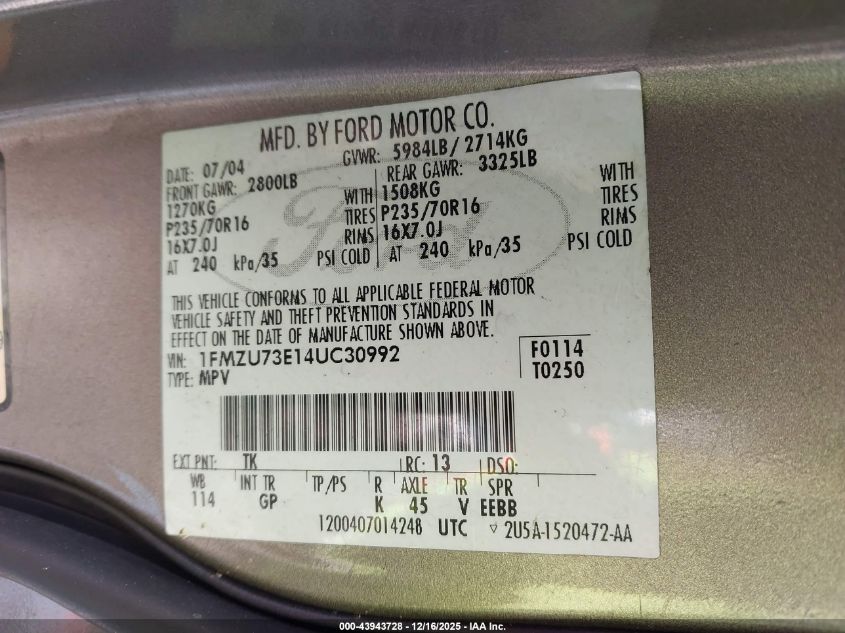 MFD. BY FORD MOTOR CO.
DATE: 07/04 GVWR: 5984LB/ 2714KG
FRONT GAWR: 2800LB REAR GAWR: 3325LB
1270KG WITH 1508KG WITH
P235/70R16 TIRES P235/70R16 TIRES
16X7.0J RIMS 16X7.0J RIMS
AT 240 kPa/35 PSI COLD AT 240 kPa/35 PSI COLD
THIS VEHICLE CONFORMS TO ALL APPLICABLE FEDERAL MOTOR
VEHICLE SAFETY AND THEFT PREVENTION STANDARDS IN
EFFECT ON THE DATE OF MANUFACTURE SHOWN ABOVE.
VIN: 1FMZU73E14UC30992 F0114
TYPE: MPV T0250
EXT PNT: TK RC: 13 DSO:
WB INT TR TP/PS R AXLE TR SPR
114 GP K 45 V EEBB
1200407014248 UTC ▽ 2U5A-1520472-AA
Ford
000-43943728 - 12/16/2025 - IAA Inc.